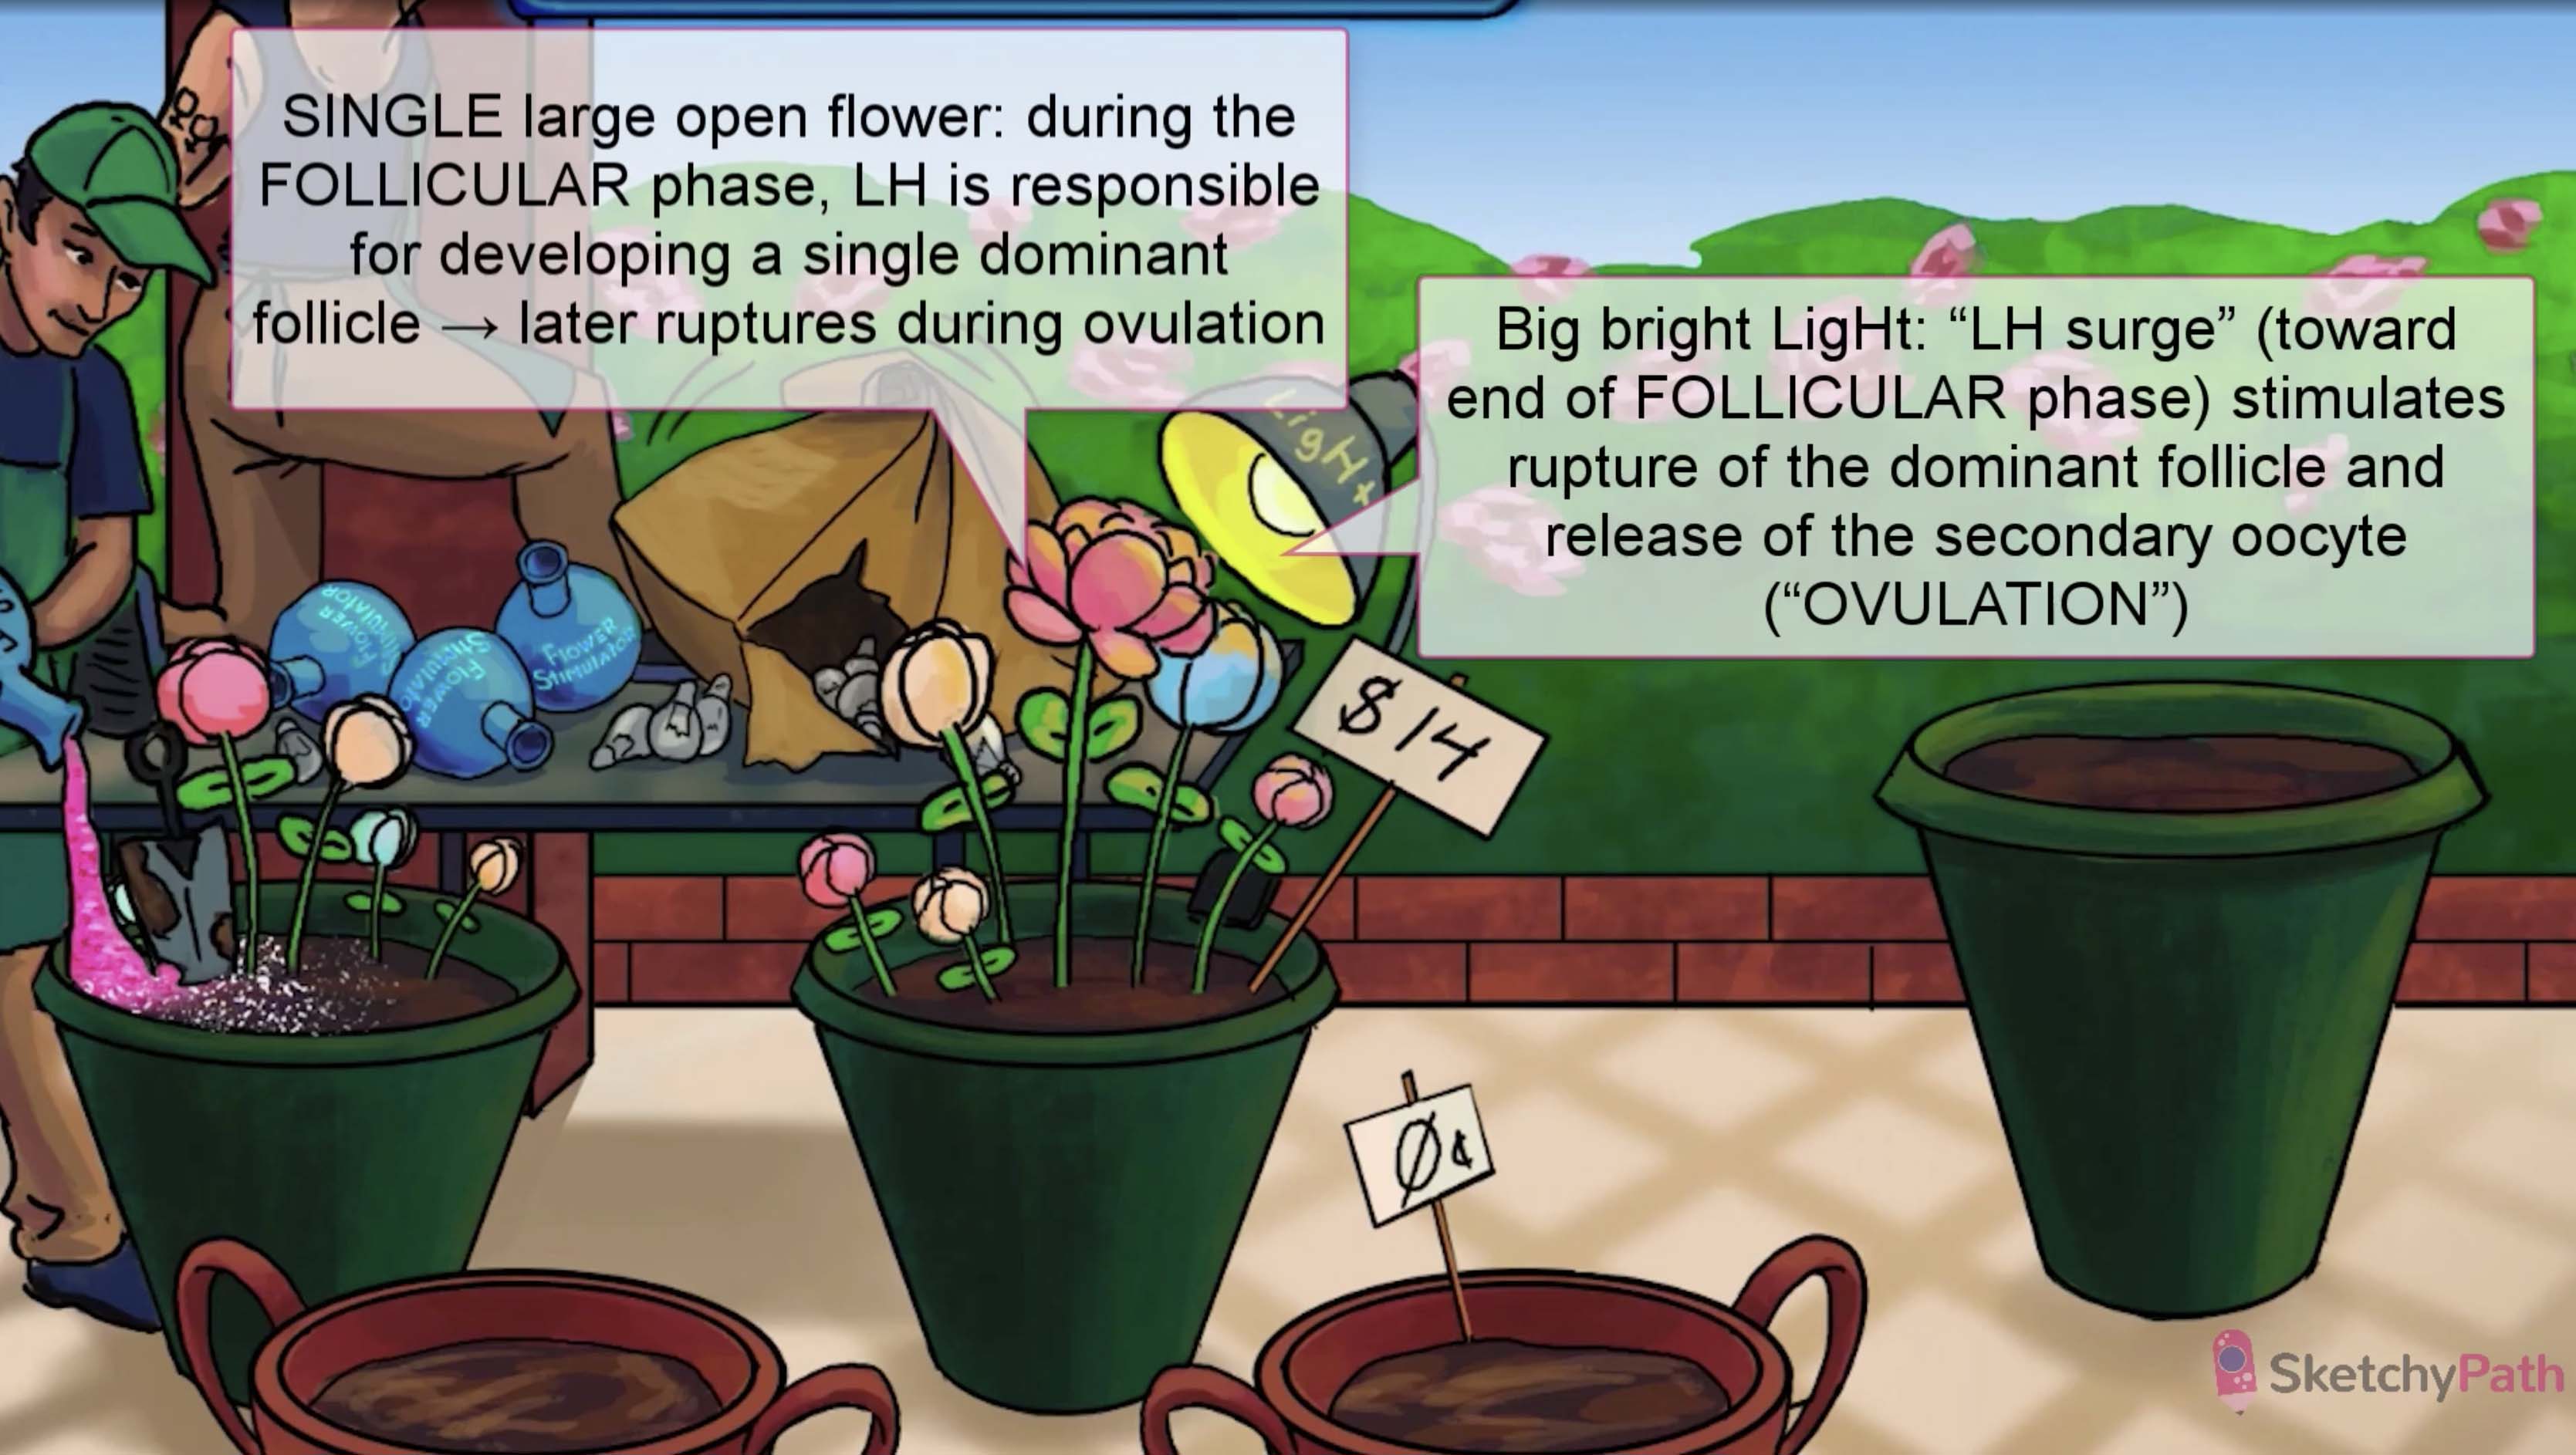 SINGLE large open flower: during the
FOLLICULAR phase, LH is responsible
for developing a single dominant
follicle → later ruptures during ovulation
Big bright LigHt: “LH surge” (toward
end of FOLLICULAR phase) stimulates
rupture of the dominant follicle and
release of the secondary oocyte
(“OVULATION”)
LigHt
FLOWER
STIMULATOR
FLOWER
STIMULATOR
FLOWER
STIMULATOR
$14
0¢
SketchyPath